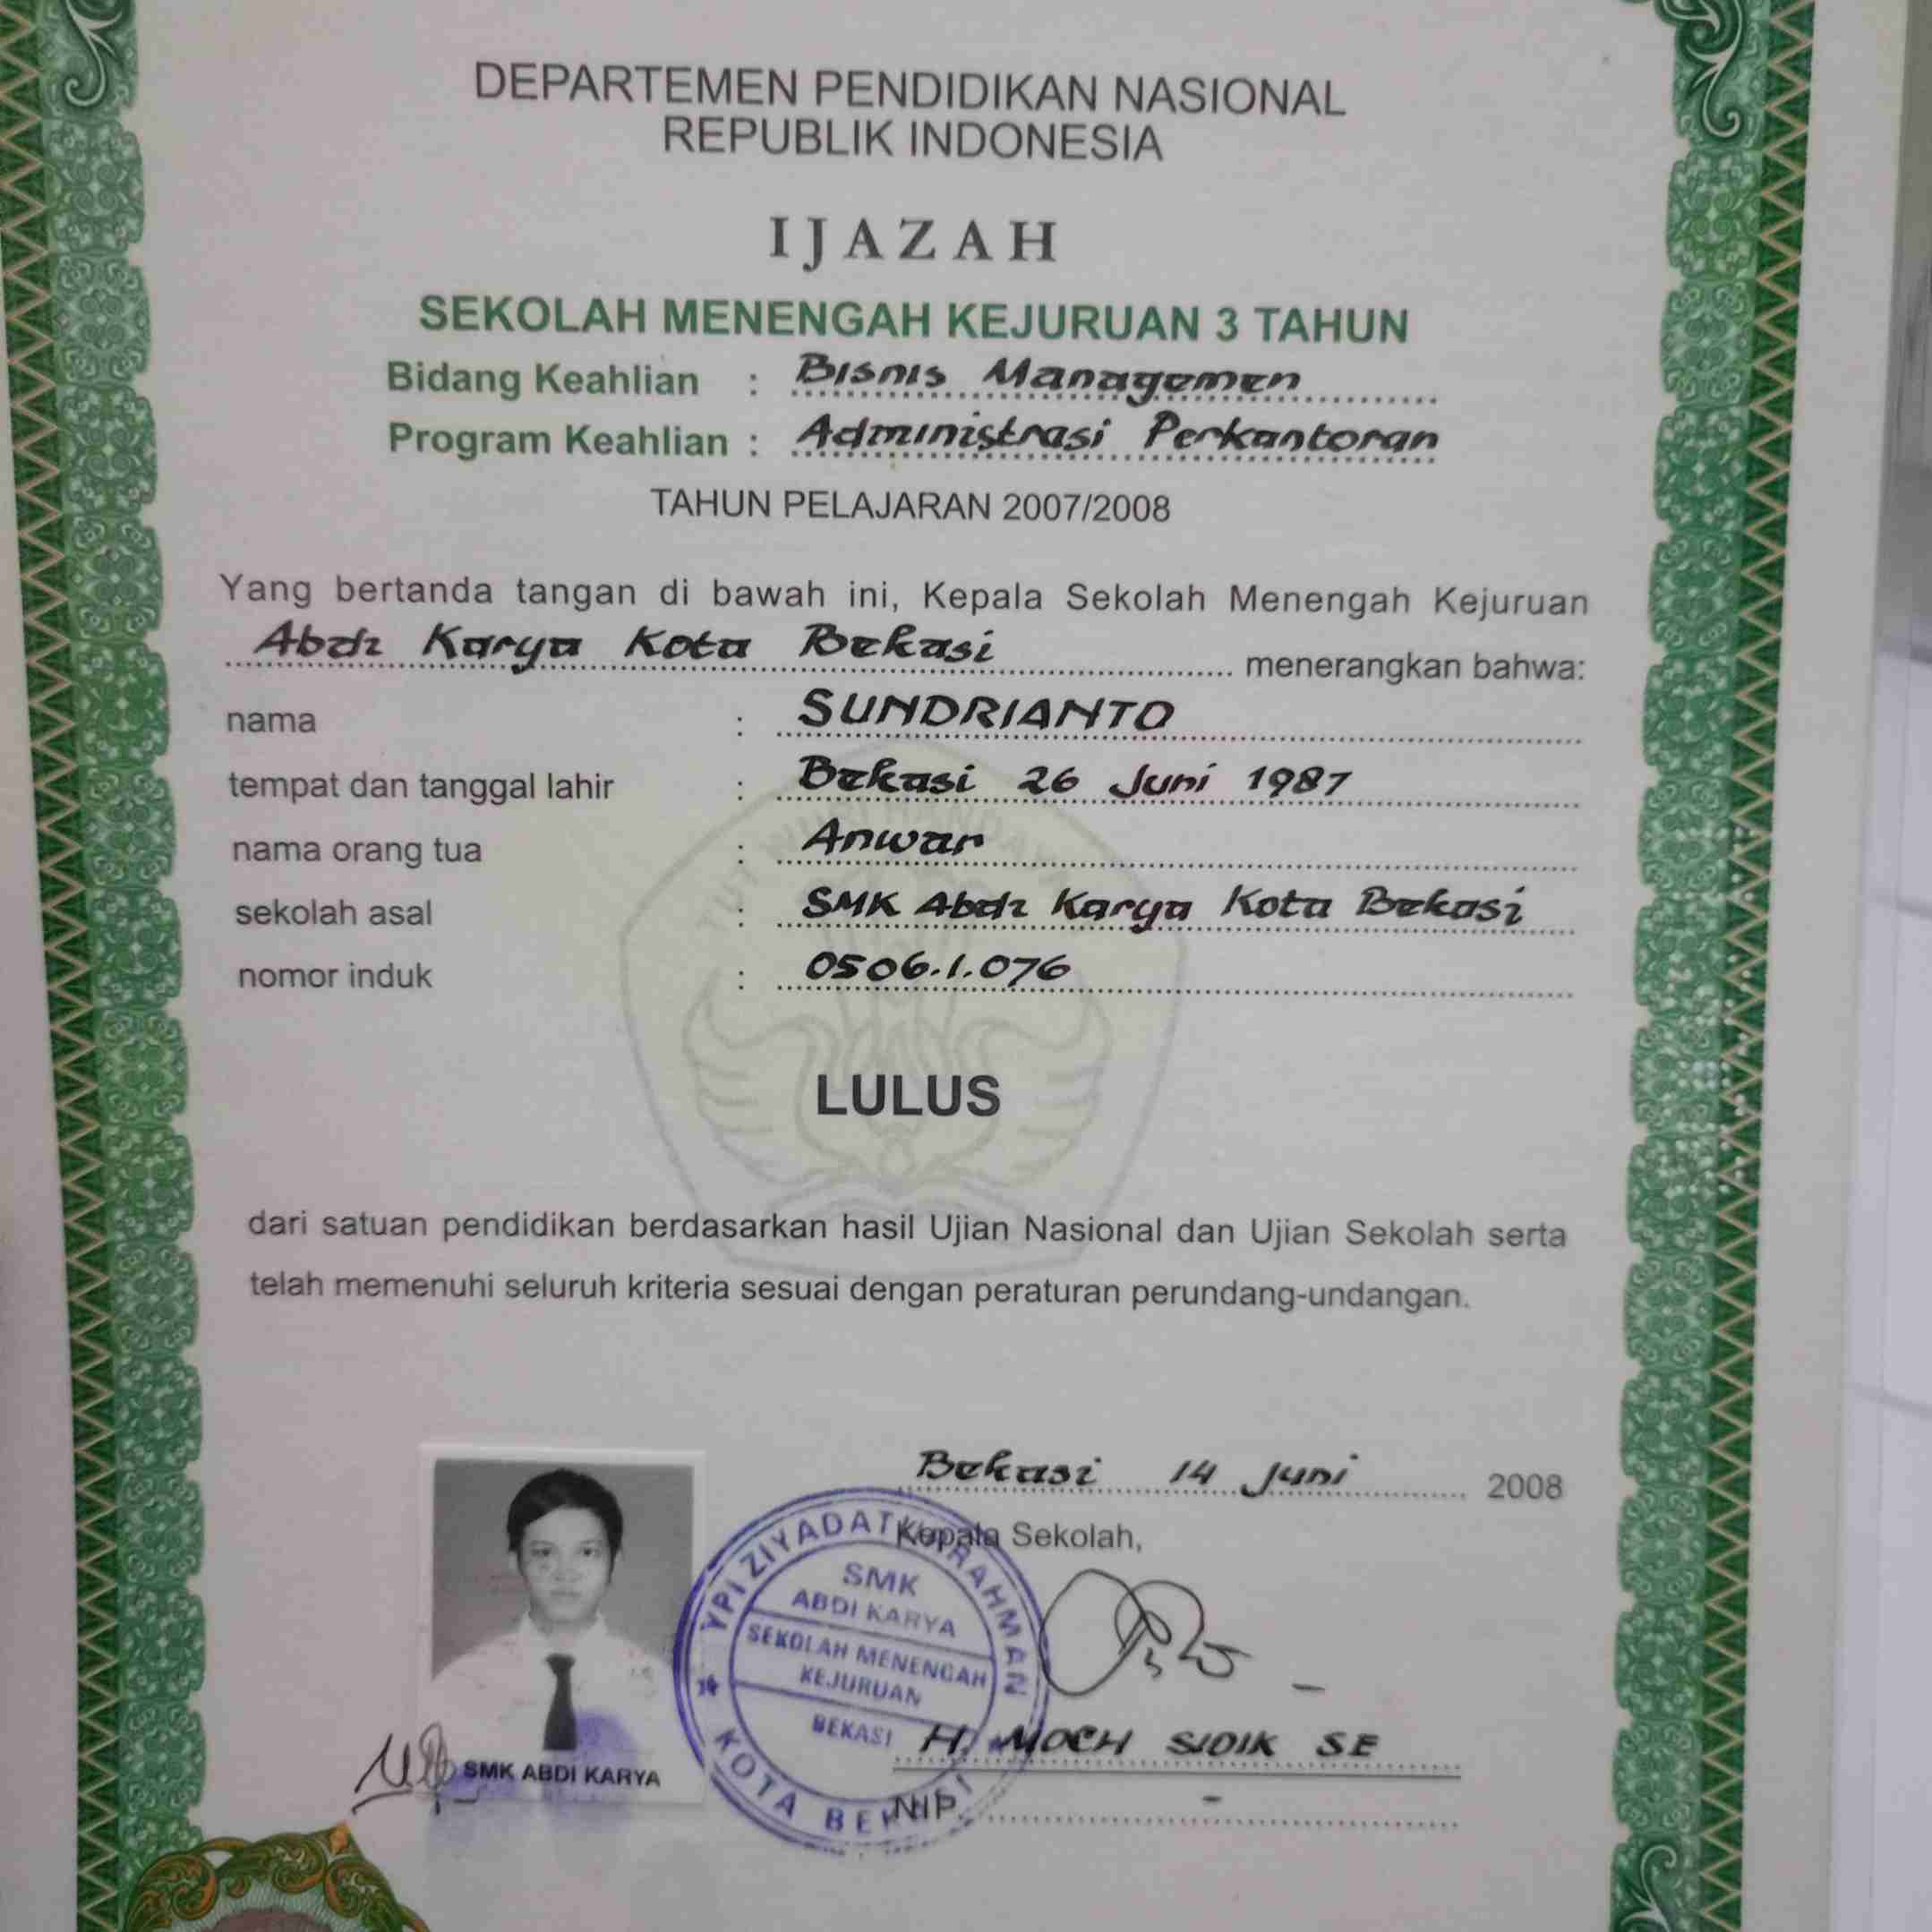 DEPARTEMEN PENDIDIKAN NASIONAL
REPUBLIK INDONESIA
IJAZAH
SEKOLAH MENENGAH KEJURUAN 3 TAHUN
Bidang Keahlian : Bisnis Managemen
Program Keahlian : Administrasi Perkantoran
TAHUN PELAJARAN 2007/2008
Yang bertanda tangan di bawah ini, Kepala Sekolah Menengah Kejuruan
Abdi Karya Kota Bekasi menerangkan bahwa:
nama : SUNDRIANTO
tempat dan tanggal lahir : Bekasi 26 Juni 1987
nama orang tua : Anwar
sekolah asal : SMK Abdi Karya Kota Bekasi
nomor induk : 0506.1.076
LULUS
dari satuan pendidikan berdasarkan hasil Ujian Nasional dan Ujian Sekolah serta
telah memenuhi seluruh kriteria sesuai dengan peraturan perundang-undangan.
Bekasi 14 Juni 2008
Kepala Sekolah,
YPI ZIYADATURRAHMAN
SMK
ABDI KARYA
SEKOLAH MENENGAH
KEJURUAN
BEKASI
KOTA BEKASI
H. MOCH SIDIK SE
SMK ABDI KARYA
NIP. -